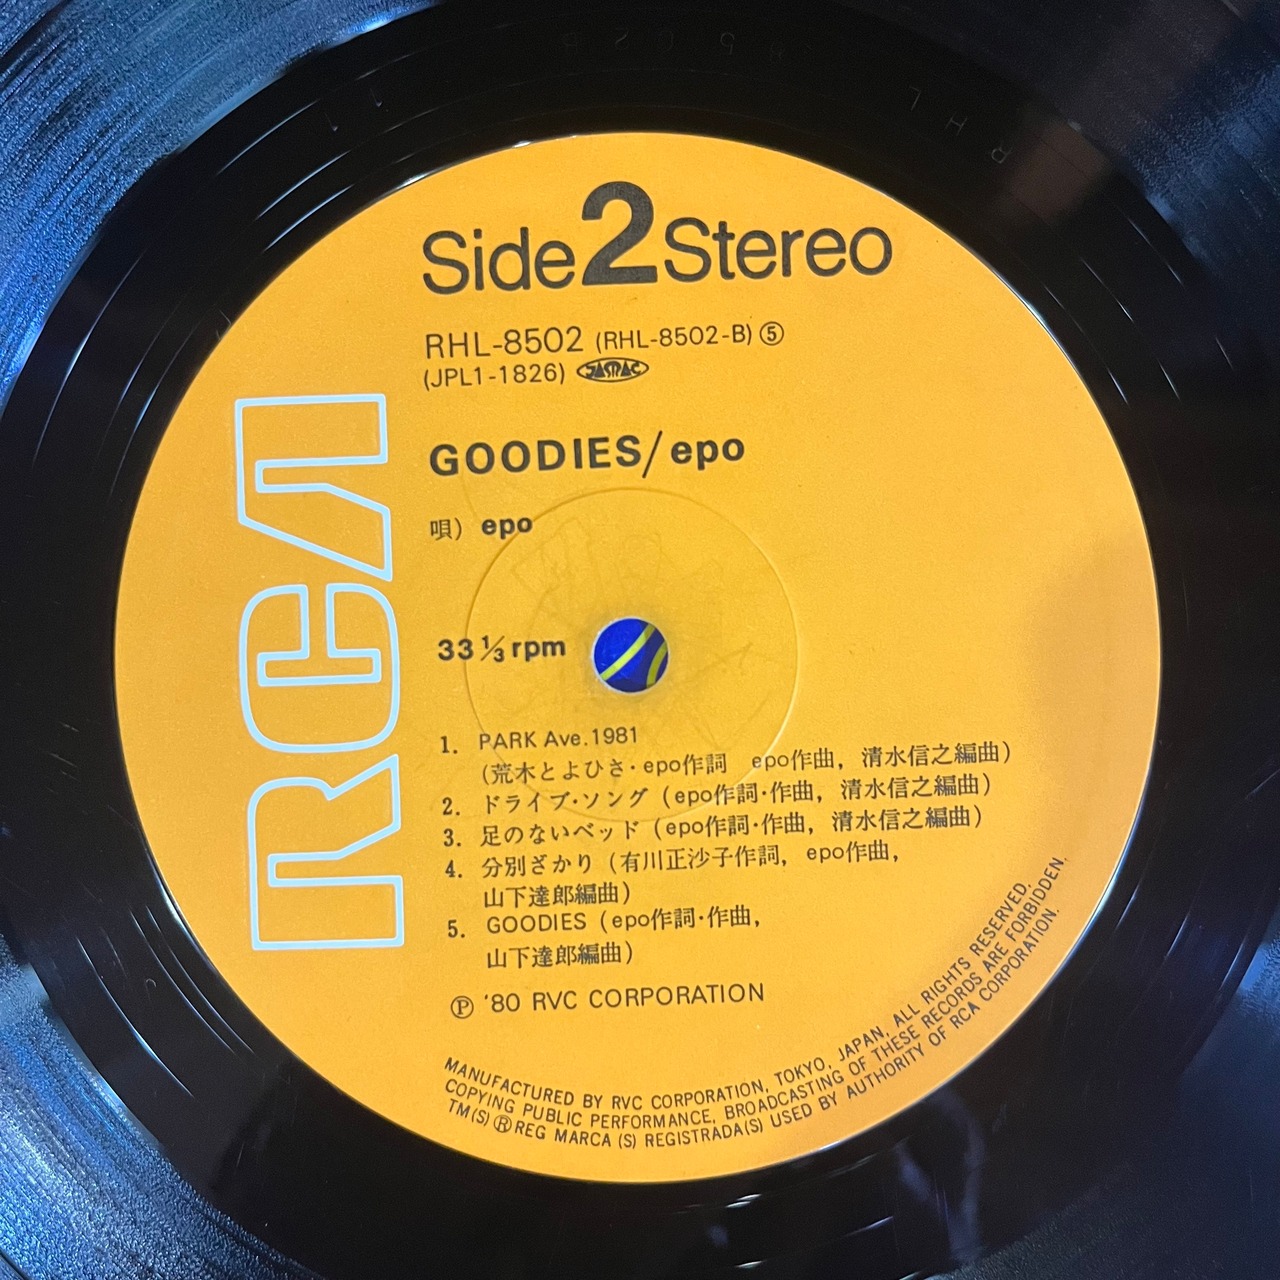 Side 2 Stereo
RHL-8502 (RHL-8502-B) ⑤
(JPL1-1826) JASRAC
GOODIES/epo
唄) epo
33 1/3 rpm
RCA
1. PARK Ave.1981
(荒木とよひさ・epo作詞 epo作曲, 清水信之編曲)
2. ドライブ・ソング (epo作詞・作曲, 清水信之編曲)
3. 足のないベッド (epo作詞・作曲, 清水信之編曲)
4. 分別ざかり (有川正沙子作詞, epo作曲,
山下達郎編曲)
5. GOODIES (epo作詞・作曲,
山下達郎編曲)
Ⓟ '80 RVC CORPORATION
MANUFACTURED BY RVC CORPORATION, TOKYO, JAPAN, ALL RIGHTS RESERVED,
COPYING PUBLIC PERFORMANCE, BROADCASTING OF THESE RECORDS ARE FORBIDDEN.
TM(S) ® REG MARCA (S) REGISTRADA(S) USED BY AUTHORITY OF RCA CORPORATION.